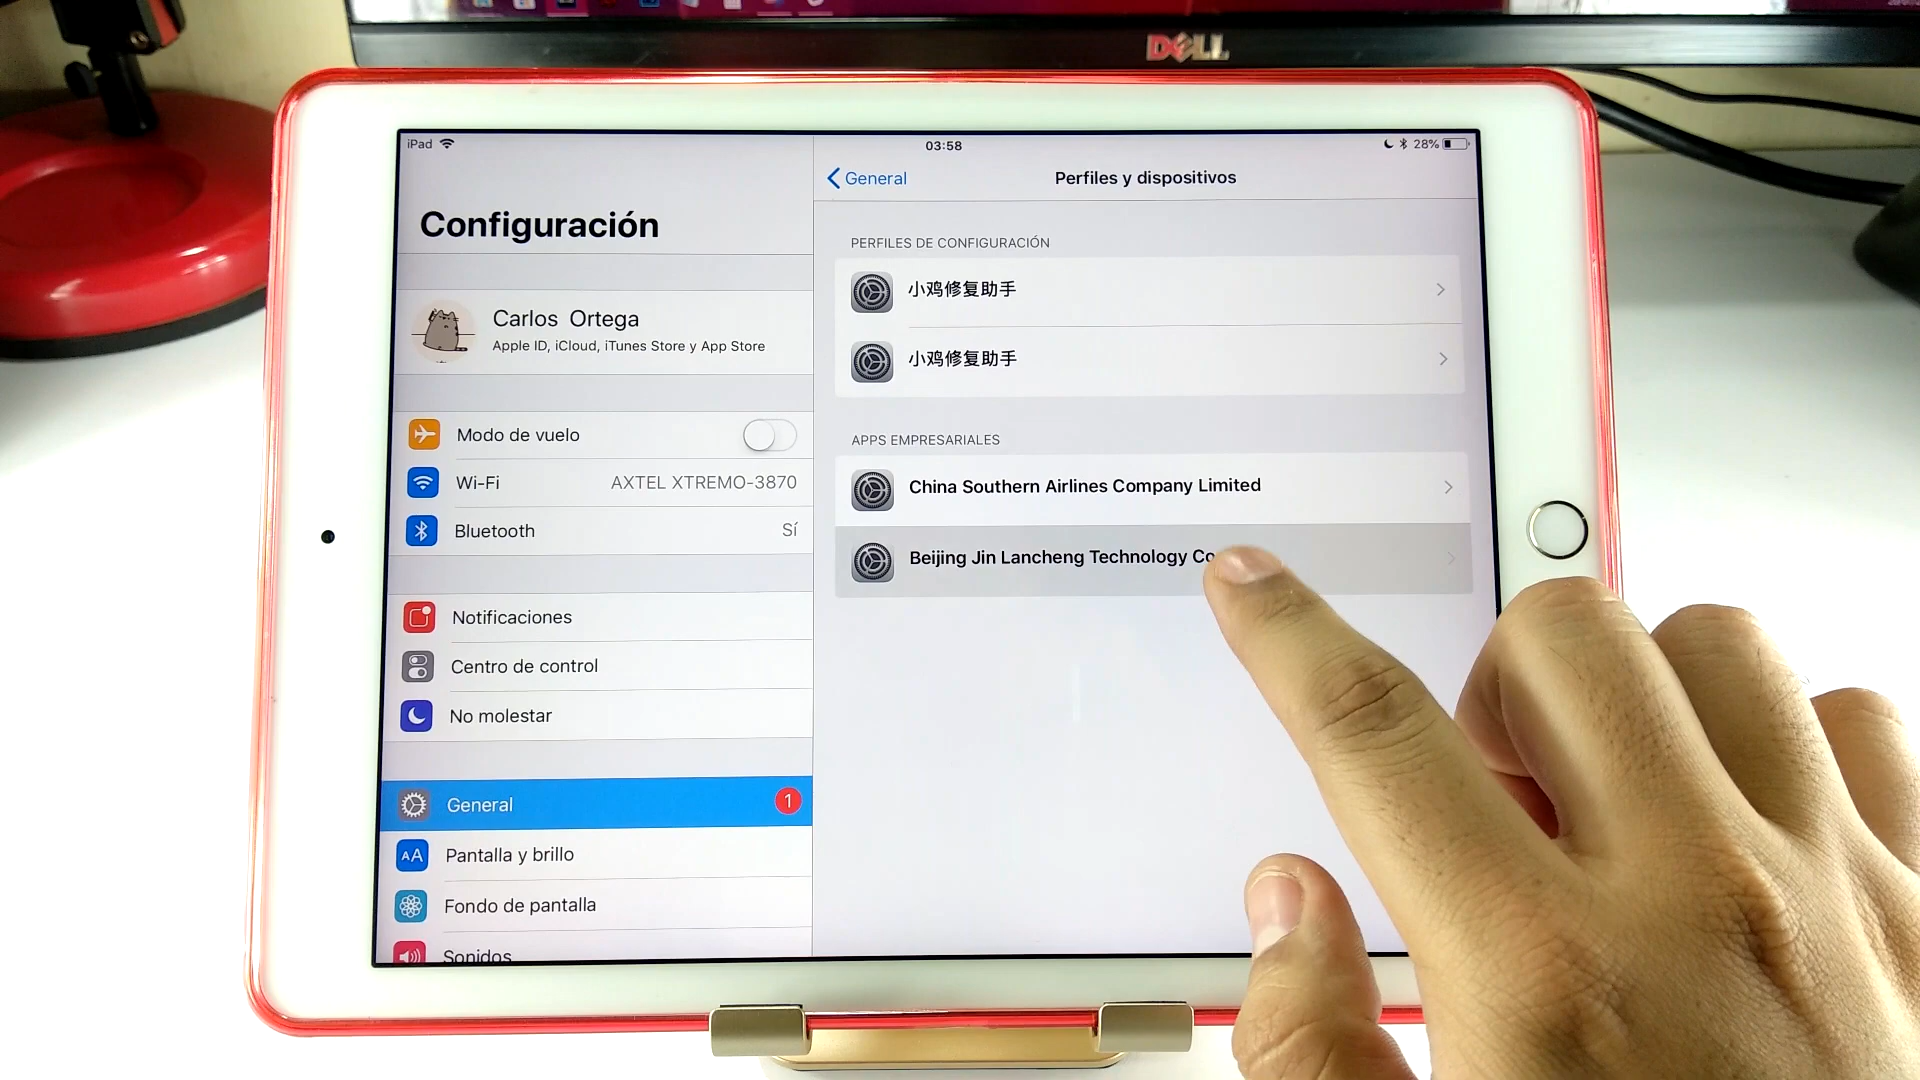 DELL
iPad
03:58
28%
Configuración
Carlos Ortega
Apple ID, iCloud, iTunes Store y App Store
Modo de vuelo
Wi-Fi AXTEL XTREMO-3870
Bluetooth Sí
Notificaciones
Centro de control
No molestar
General 1
AA Pantalla y brillo
Fondo de pantalla
Sonidos
General
Perfiles y dispositivos
PERFILES DE CONFIGURACIÓN
小鸡修复助手
小鸡修复助手
APPS EMPRESARIALES
China Southern Airlines Company Limited
Beijing Jin Lancheng Technology Co